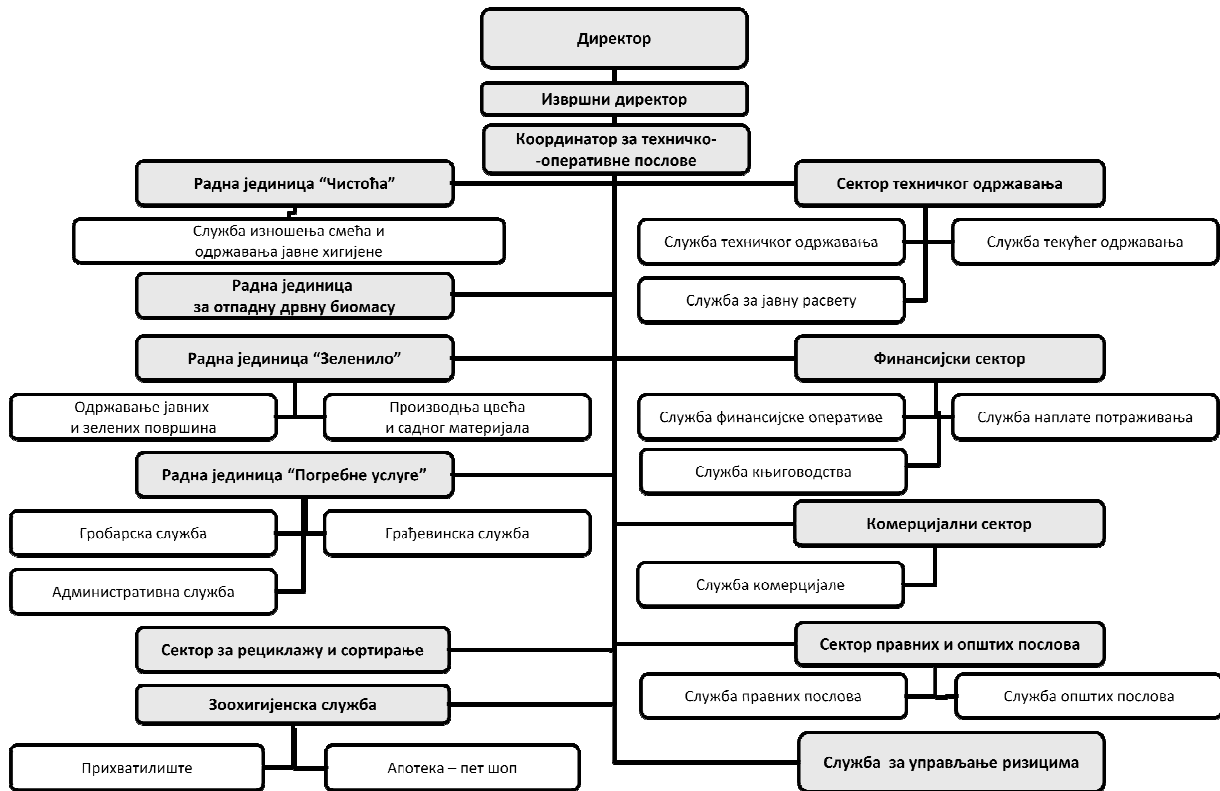 Директор
Извршни директор
Координатор за техничко-
-оперативне послове
Радна јединица “Чистоћа”
Служба изношења смећа и
одржавања јавне хигијене
Радна јединица
за отпадну дрвну биомасу
Радна јединица “Зеленило”
Одржавање јавних
и зелених површина
Производња цвећа
и садног материјала
Радна јединица “Погребне услуге”
Гробарска служба
Грађевинска служба
Административна служба
Сектор за рециклажу и сортирање
Зоохигијенска служба
Прихватилиште
Апотека – пет шоп
Сектор техничког одржавања
Служба техничког одржавања
Служба текућег одржавања
Служба за јавну расвету
Финансијски сектор
Служба финансијске оперативе
Служба наплате потраживања
Служба књиговодства
Комерцијални сектор
Служба комерцијале
Сектор правних и општих послова
Служба правних послова
Служба општих послова
Служба за управљање ризицима